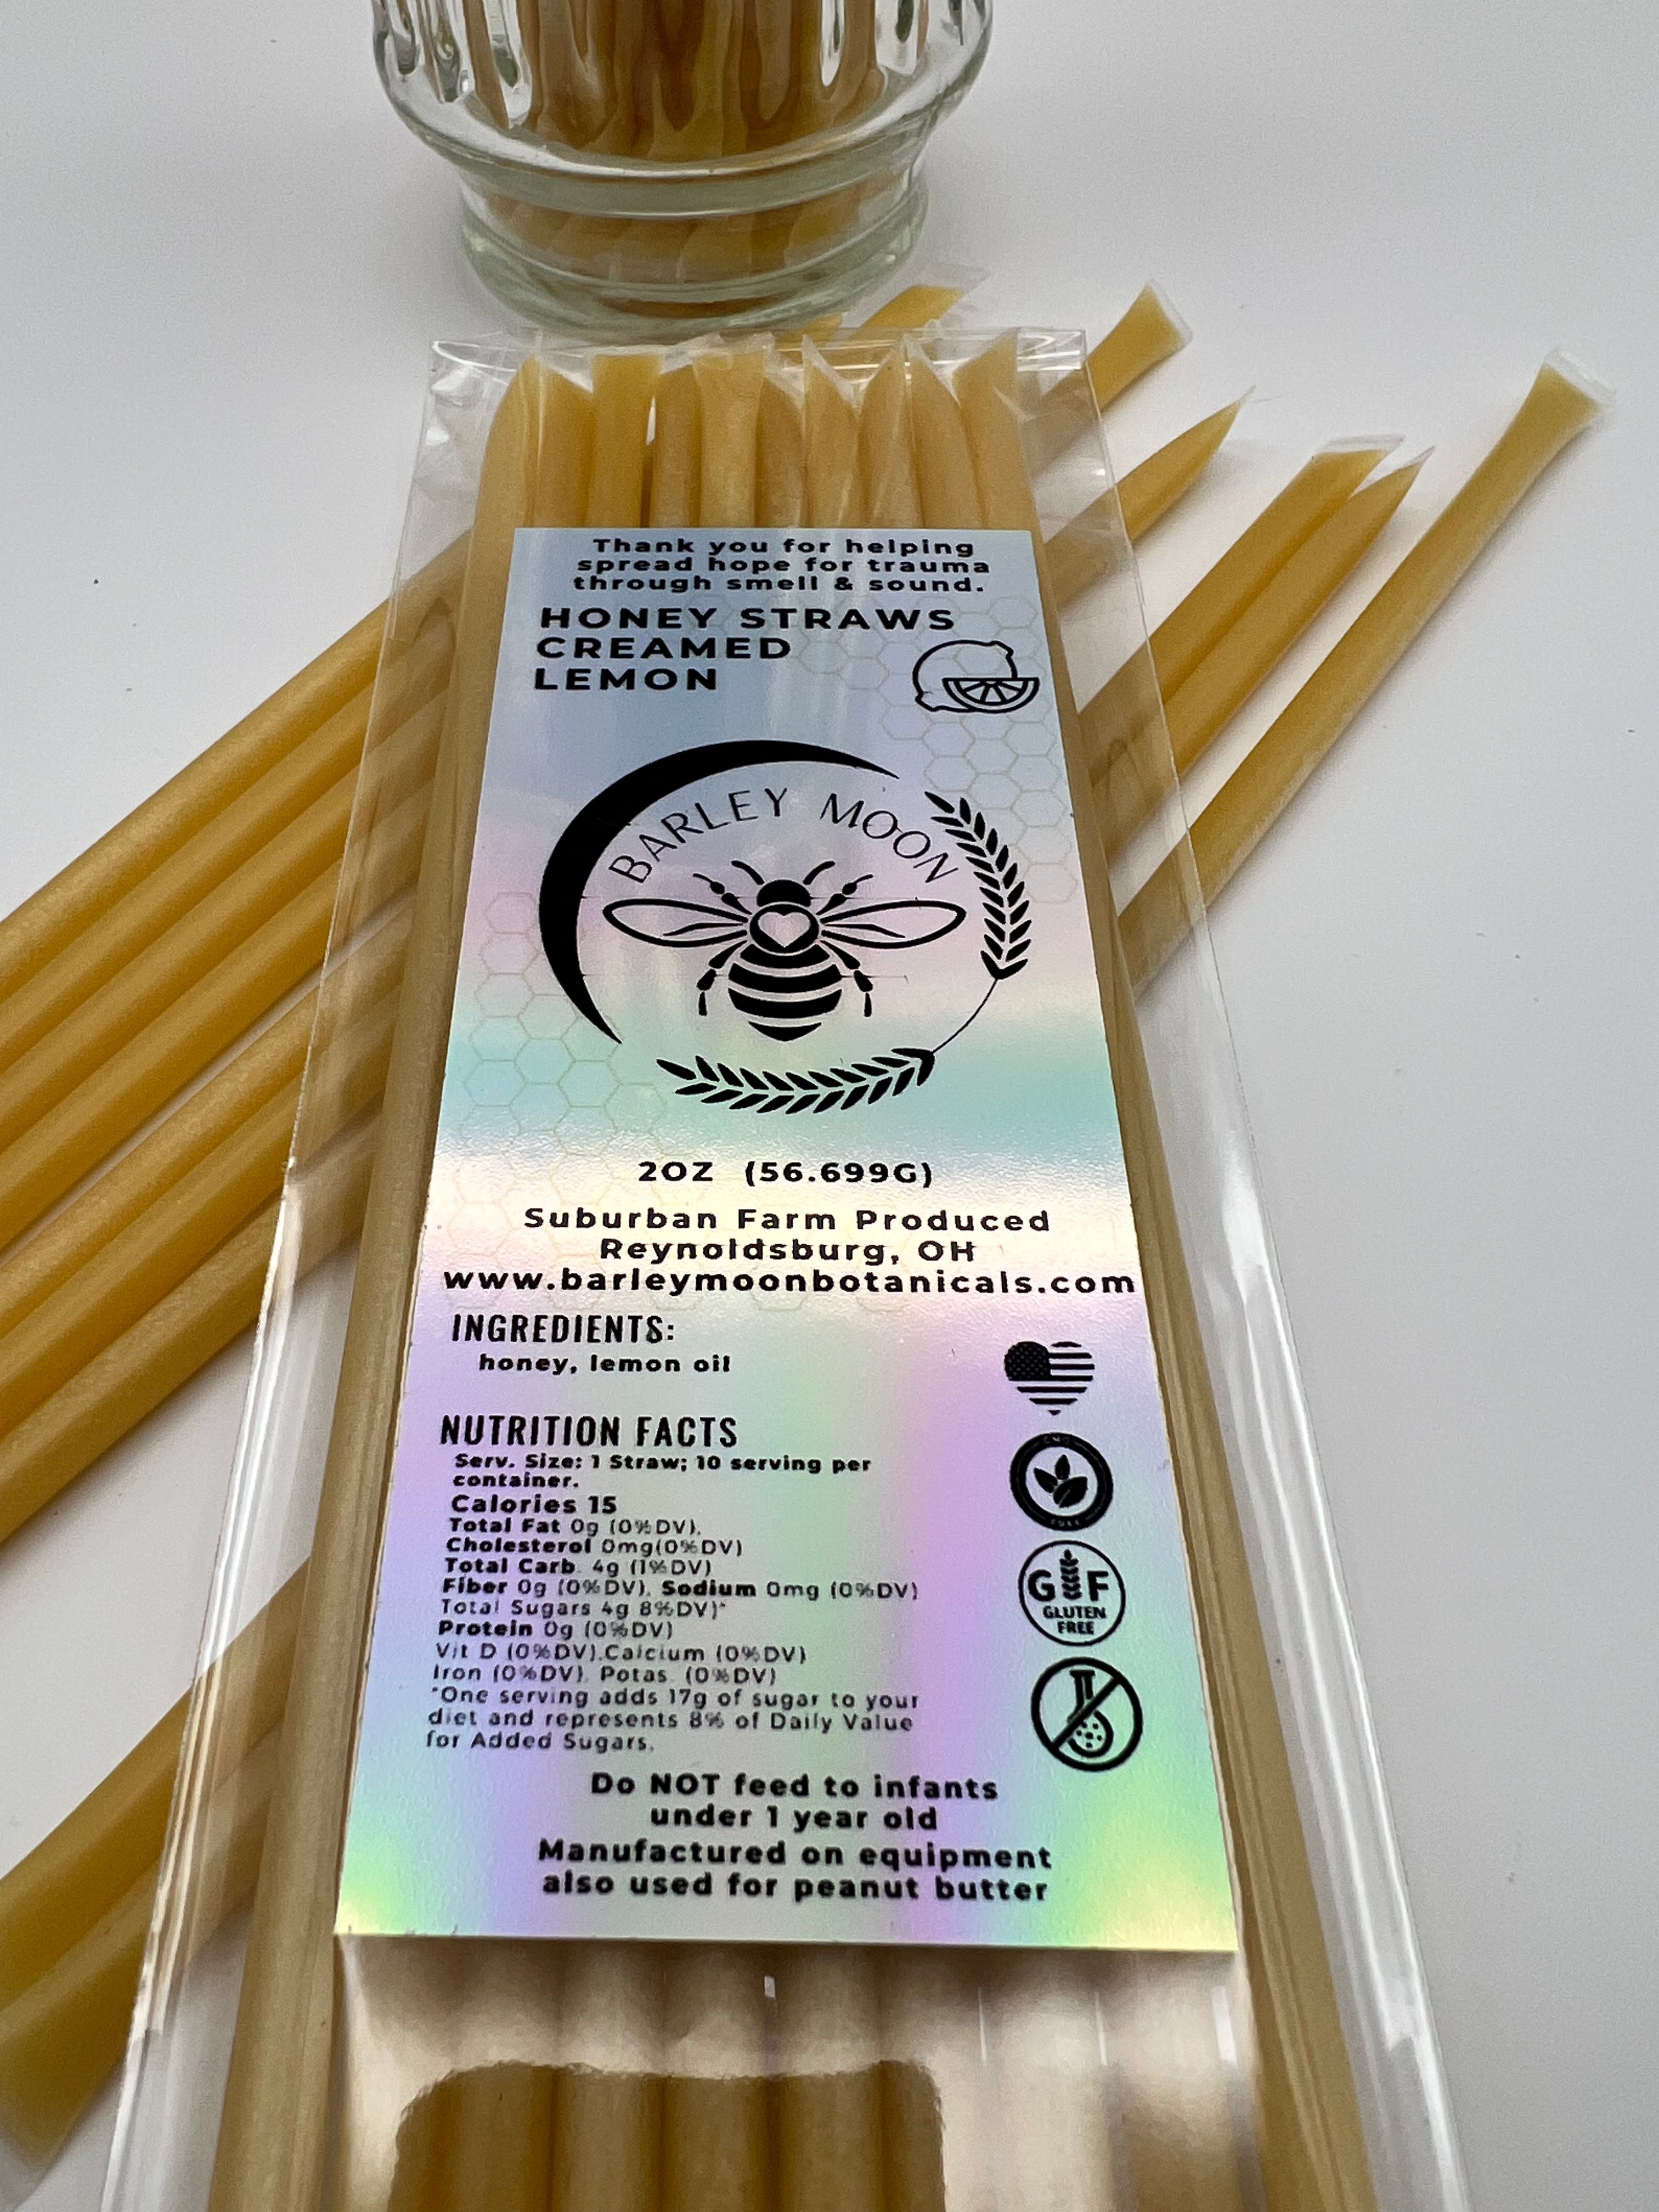 Thank you for helping
spread hope for trauma
through smell & sound.
HONEY STRAWS
CREAMED
LEMON
BARLEY MOON
2OZ (56.699G)
Suburban Farm Produced
Reynoldsburg, OH
www.barleymoonbotanicals.com
INGREDIENTS:
honey, lemon oil
NUTRITION FACTS
Serv. Size: 1 Straw; 10 serving per
container.
Calories 15
Total Fat 0g (0%DV).
Cholesterol 0mg(0%DV)
Total Carb. 4g (1%DV)
Fiber 0g (0%DV), Sodium 0mg (0%DV)
Total Sugars 4g 8%DV)*
Protein 0g (0%DV)
Vit D (0%DV).Calcium (0%DV)
Iron (0%DV). Potas. (0%DV)
*One serving adds 17g of sugar to your
diet and represents 8% of Daily Value
for Added Sugars.
GF
GLUTEN
FREE
Do NOT feed to infants
under 1 year old
Manufactured on equipment
also used for peanut butter